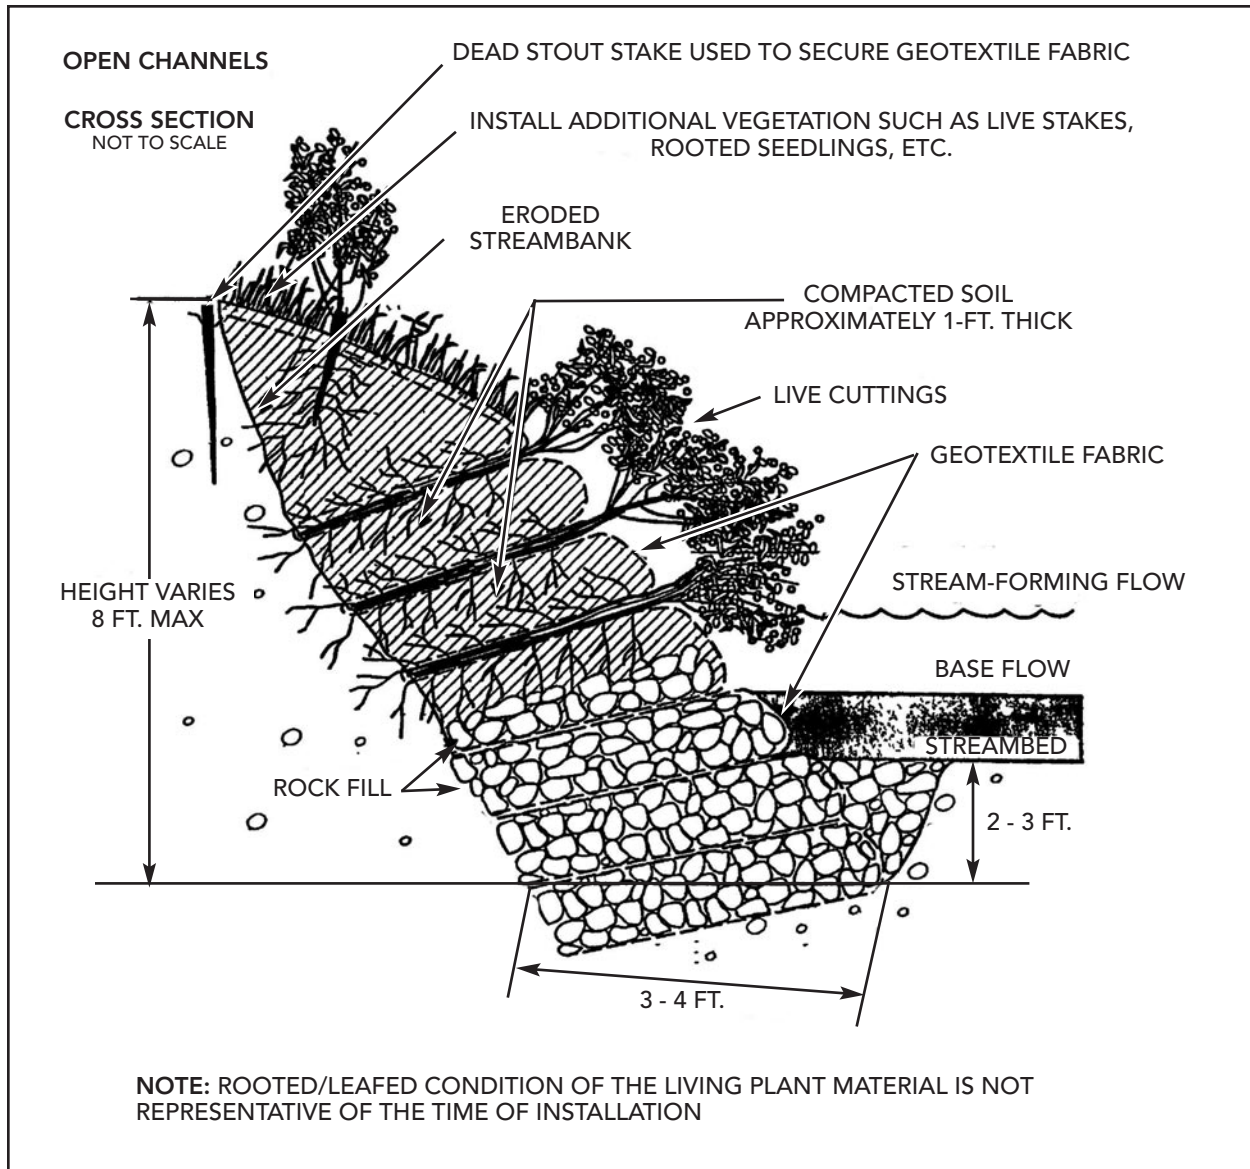 OPEN CHANNELS
DEAD STOUT STAKE USED TO SECURE GEOTEXTILE FABRIC
CROSS SECTION
NOT TO SCALE
INSTALL ADDITIONAL VEGETATION SUCH AS LIVE STAKES,
ROOTED SEEDLINGS, ETC.
ERODED
STREAMBANK
COMPACTED SOIL
APPROXIMATELY 1-FT. THICK
LIVE CUTTINGS
GEOTEXTILE FABRIC
HEIGHT VARIES
8 FT. MAX
STREAM-FORMING FLOW
BASE FLOW
STREAMBED
ROCK FILL
2 - 3 FT.
3 - 4 FT.
NOTE: ROOTED/LEAFED CONDITION OF THE LIVING PLANT MATERIAL IS NOT
REPRESENTATIVE OF THE TIME OF INSTALLATION